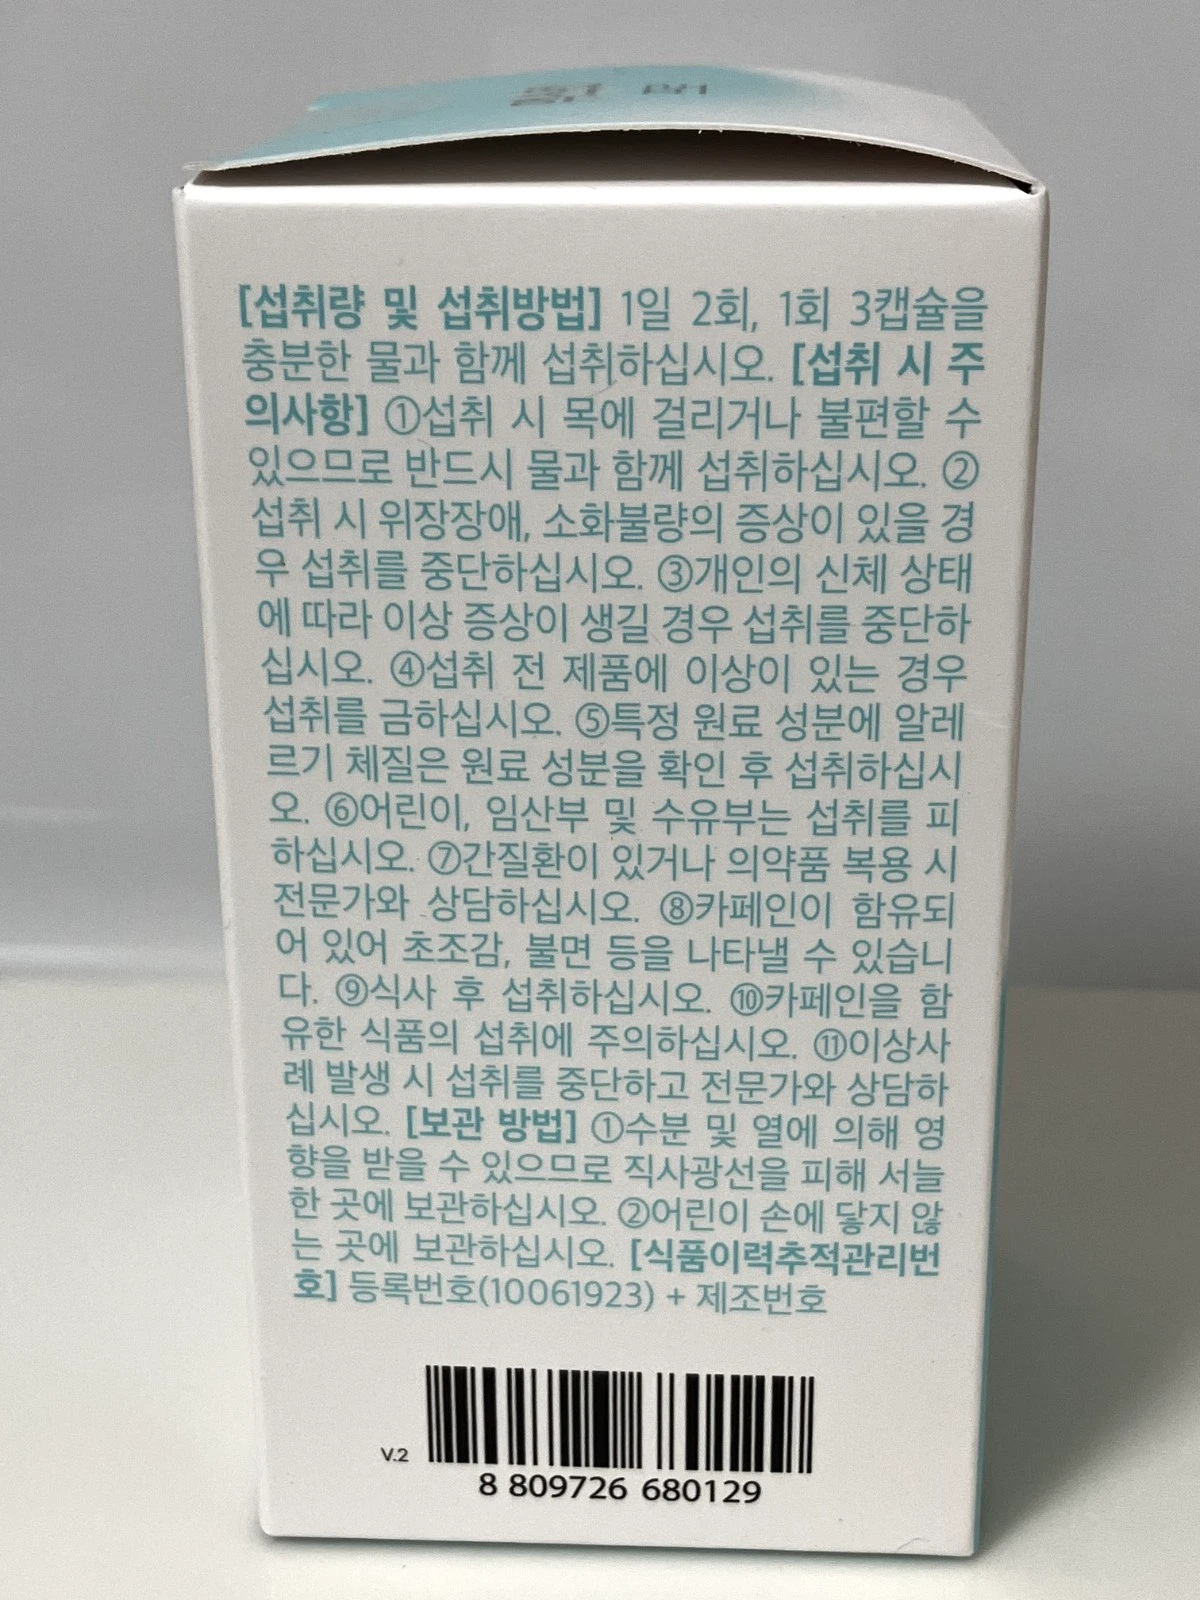 [섭취량 및 섭취방법] 1일 2회, 1회 3캡슐을
충분한 물과 함께 섭취하십시오. [섭취 시 주
의사항] ①섭취 시 목에 걸리거나 불편할 수
있으므로 반드시 물과 함께 섭취하십시오. ②
섭취 시 위장장애, 소화불량의 증상이 있을 경
우 섭취를 중단하십시오. ③개인의 신체 상태
에 따라 이상 증상이 생길 경우 섭취를 중단하
십시오. ④섭취 전 제품에 이상이 있는 경우
섭취를 금하십시오. ⑤특정 원료 성분에 알레
르기 체질은 원료 성분을 확인 후 섭취하십시
오. ⑥어린이, 임산부 및 수유부는 섭취를 피
하십시오. ⑦간질환이 있거나 의약품 복용 시
전문가와 상담하십시오. ⑧카페인이 함유되
어 있어 초조감, 불면 등을 나타낼 수 있습니
다. ⑨식사 후 섭취하십시오. ⑩카페인을 함
유한 식품의 섭취에 주의하십시오. ⑪이상사
례 발생 시 섭취를 중단하고 전문가와 상담하
십시오. [보관 방법] ①수분 및 열에 의해 영
향을 받을 수 있으므로 직사광선을 피해 서늘
한 곳에 보관하십시오. ②어린이 손에 닿지 않
는 곳에 보관하십시오. [식품이력추적관리번
호] 등록번호(10061923) + 제조번호
V.2
8 809726 680129